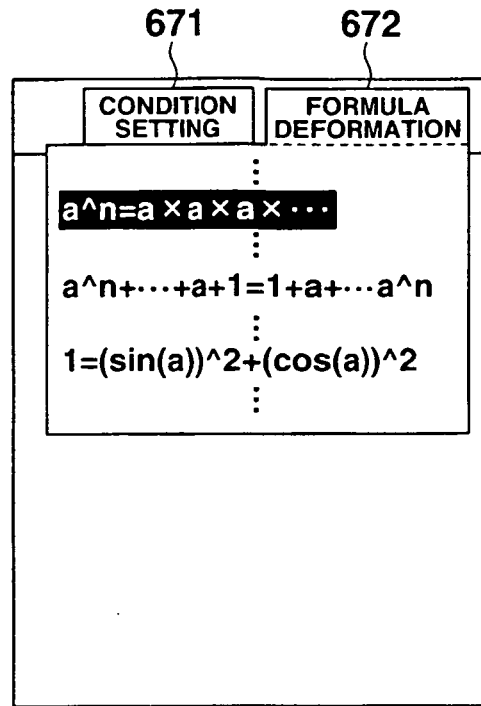 671 672
CONDITION SETTING
FORMULA DEFORMATION
a^n=a×a×a×···
a^n+···+a+1=1+a+···a^n
1=(sin(a))^2+(cos(a))^2